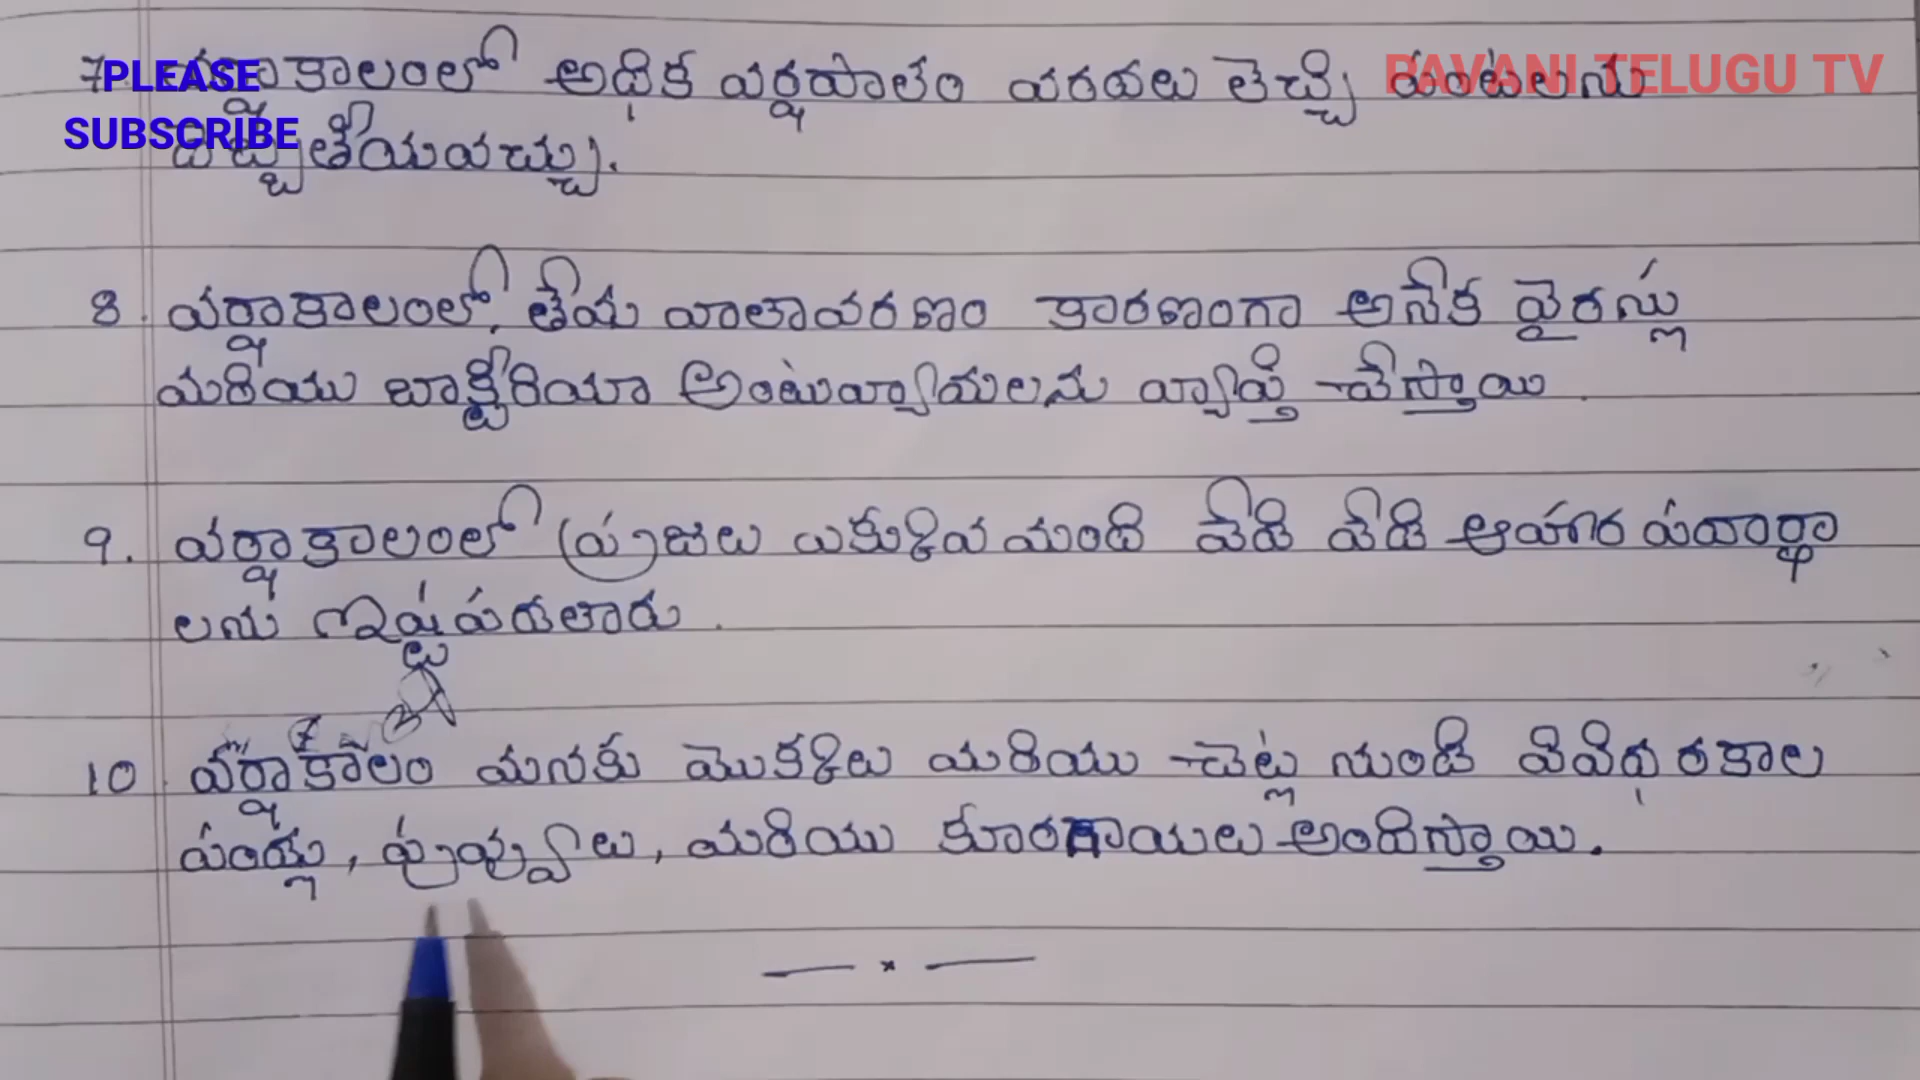 7. వర్షాకాలంలో అధిక వర్షపాతం వరదలు తెచ్చి పంటలను
PLEASE
SUBSCRIBE
PAVANI TELUGU TV
దెబ్బతీయవచ్చు.
8. వర్షాకాలంలో, తేమ వాతావరణం కారణంగా అనేక వైరస్లు
మరియు బాక్టీరియా అంటువ్యాధులను వ్యాప్తి చేస్తాయి.
9. వర్షాకాలంలో ప్రజలు ఎక్కువ మంది వేడి వేడి ఆహార పదార్థా
లను ఇష్టపడతారు.
10. వర్షాకాలం మనకు మొక్కలు మరియు చెట్ల నుండి వివిధ రకాల
పండ్లు, పువ్వులు, మరియు కూరగాయలు అందిస్తాయి.